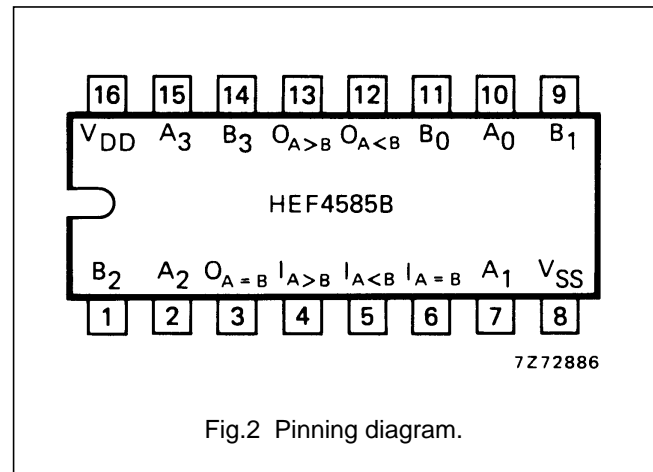 16 15 14 13 12 11 10 9
VDD A3 B3 OA>B OA<B B0 A0 B1
HEF4585B
B2 A2 OA=B IA>B IA<B IA=B A1 VSS
1 2 3 4 5 6 7 8
7Z72886
Fig.2 Pinning diagram.